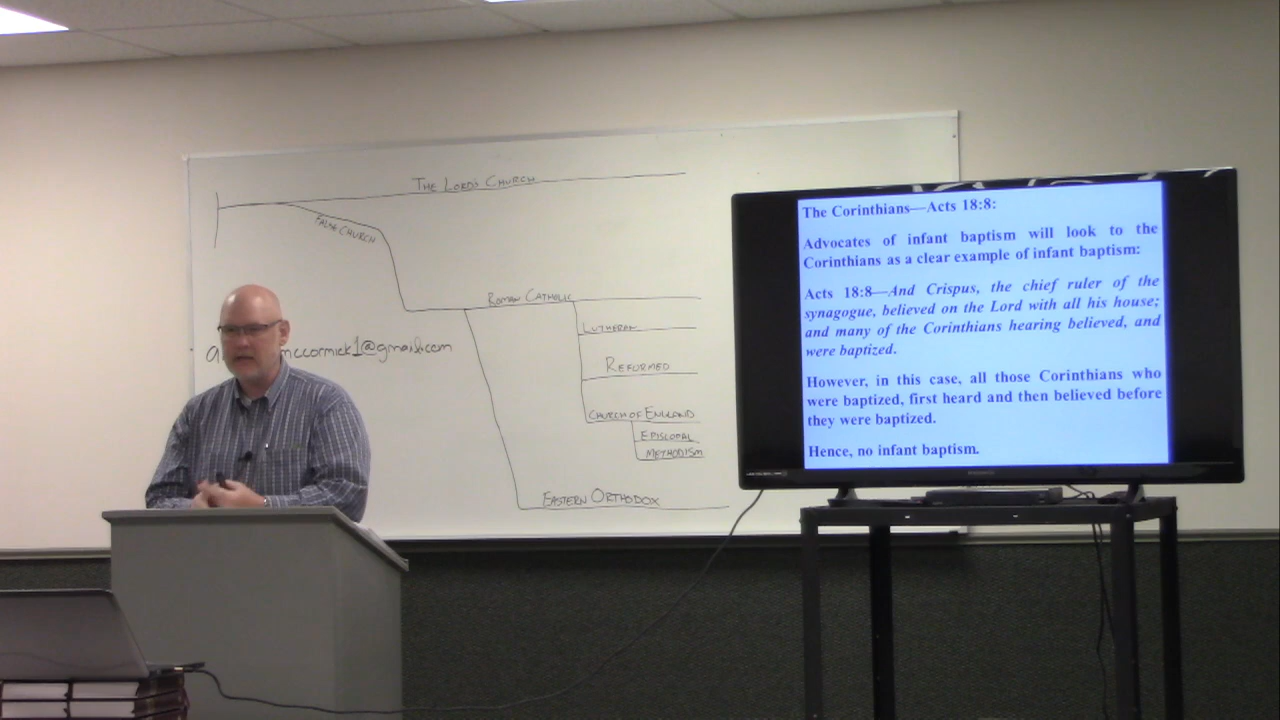 THE LORD'S CHURCH
FALSE CHURCH
ROMAN CATHOLIC
LUTHERAN
REFORMED
CHURCH OF ENGLAND
EPISCOPAL
METHODISM
EASTERN ORTHODOX
mccormick1@gmail.com
The Corinthians—Acts 18:8:
Advocates of infant baptism will look to the
Corinthians as a clear example of infant baptism:
Acts 18:8—And Crispus, the chief ruler of the
synagogue, believed on the Lord with all his house;
and many of the Corinthians hearing believed, and
were baptized.
However, in this case, all those Corinthians who
were baptized, first heard and then believed before
they were baptized.
Hence, no infant baptism.